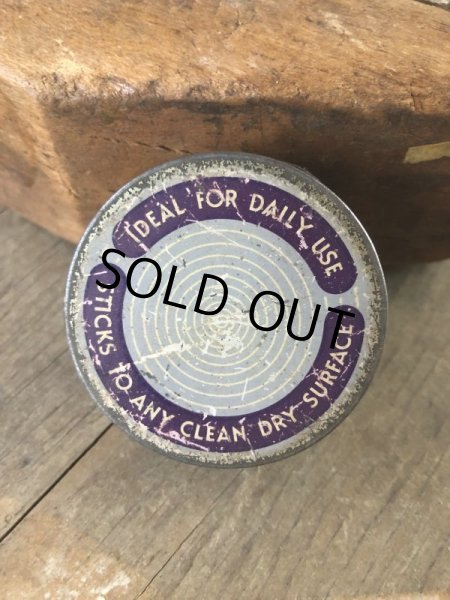 IDEAL FOR DAILY USE
SOLD OUT
STICKS TO ANY CLEAN DRY SURFACE